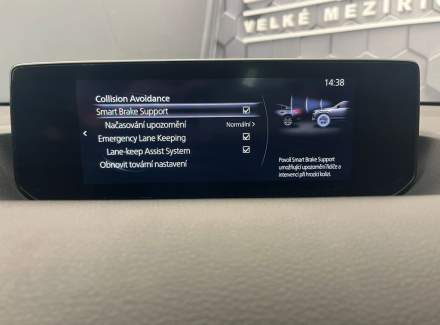 VELKÉ MEZIŘÍ
14:38
Collision Avoidance
Smart Brake Support
Načasování upozornění
Normální
Emergency Lane Keeping
Lane-keep Assist System
Obnovit tovární nastavení
Povolí Smart Brake Support
umožňující upozornění řidiče a
intervenci při hrozící kolizi.